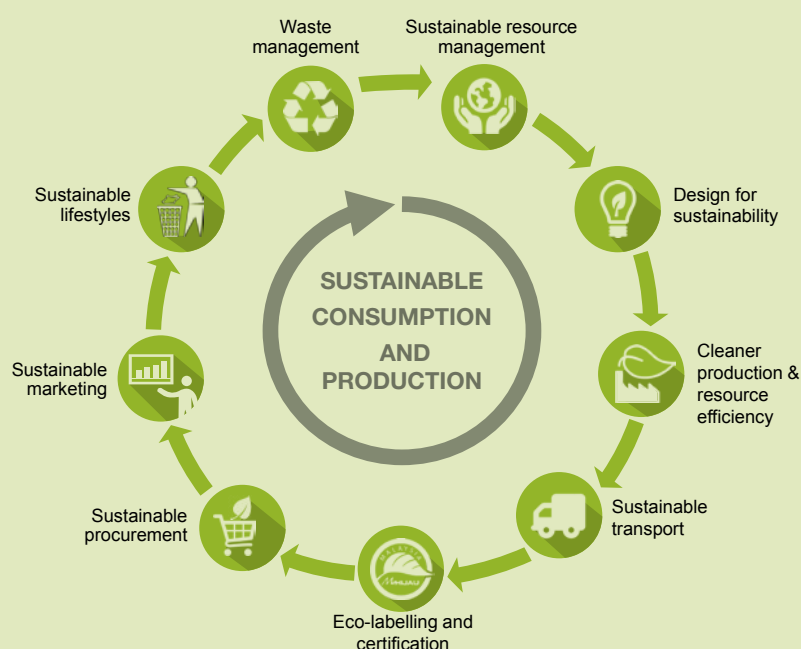 Waste
management
Sustainable resource
management
Design for
sustainability
Cleaner
production &
resource
efficiency
Sustainable
transport
Eco-labelling and
certification
Sustainable
procurement
Sustainable
marketing
Sustainable
lifestyles
SUSTAINABLE
CONSUMPTION
AND
PRODUCTION
MALAYSIA